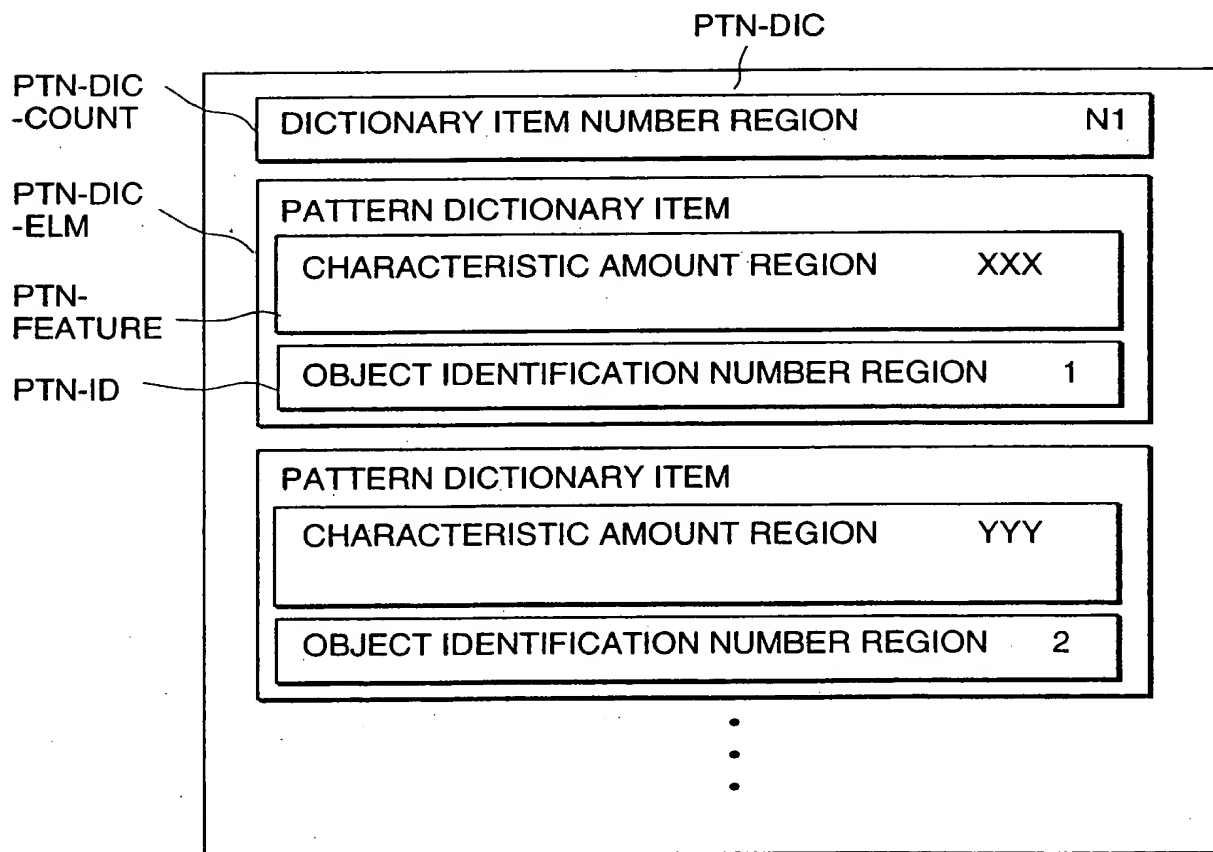 PTN-DIC
PTN-DIC
-COUNT
DICTIONARY ITEM NUMBER REGION N1
PTN-DIC
-ELM
PATTERN DICTIONARY ITEM
CHARACTERISTIC AMOUNT REGION XXX
PTN-
FEATURE
OBJECT IDENTIFICATION NUMBER REGION 1
PTN-ID
PATTERN DICTIONARY ITEM
CHARACTERISTIC AMOUNT REGION YYY
OBJECT IDENTIFICATION NUMBER REGION 2